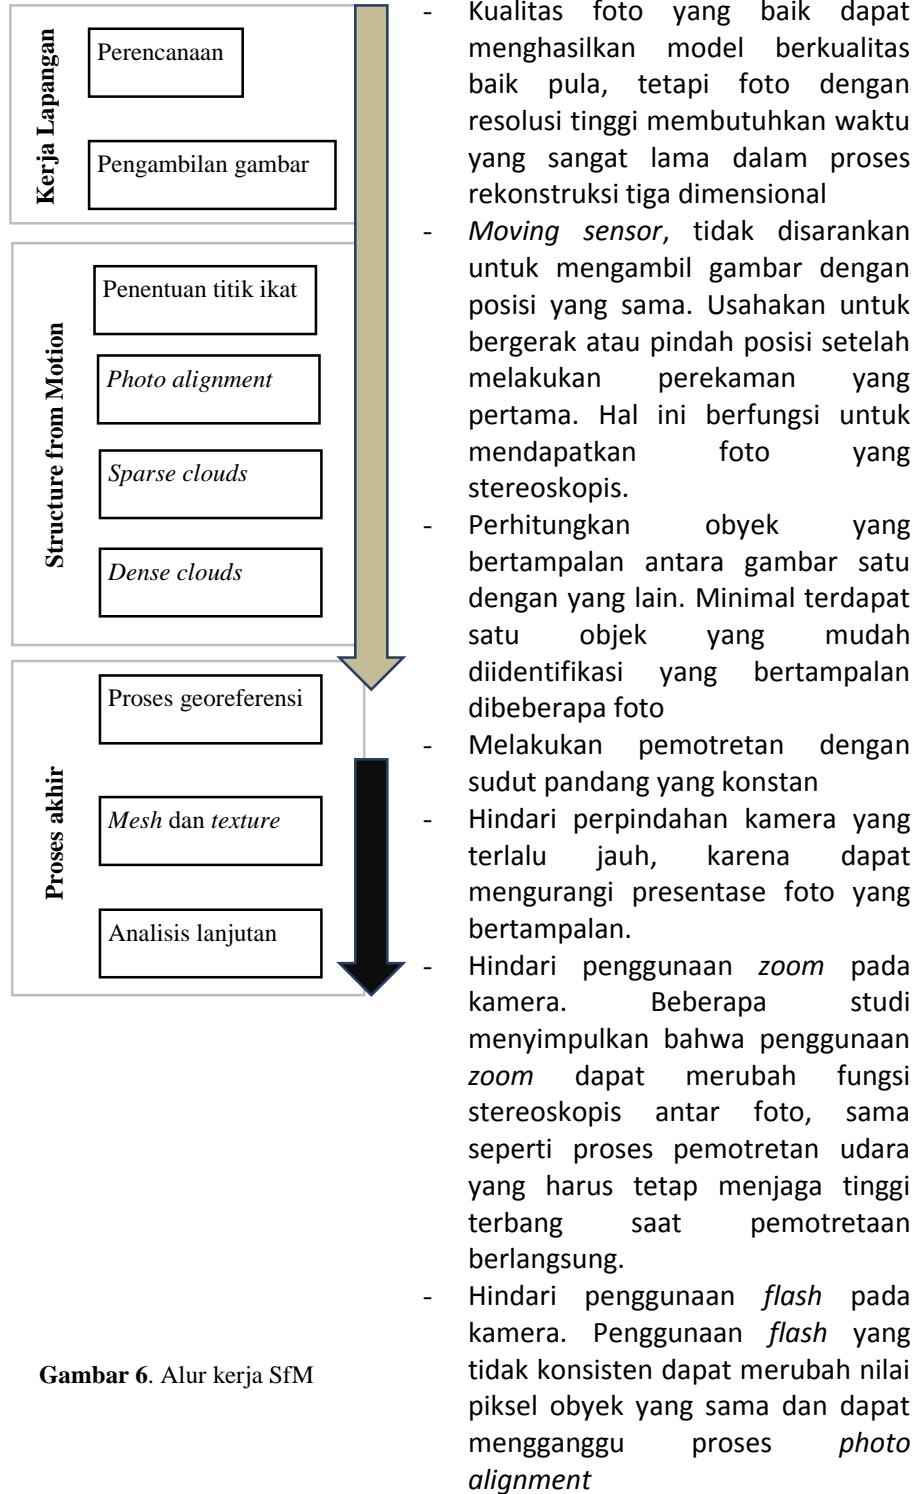 Kerja Lapangan
Perencanaan
Pengambilan gambar
Structure from Motion
Penentuan titik ikat
Photo alignment
Sparse clouds
Dense clouds
Proses akhir
Proses georeferensi
Mesh dan texture
Analisis lanjutan
Gambar 6. Alur kerja SfM
- Kualitas foto yang baik dapat
menghasilkan model berkualitas
baik pula, tetapi foto dengan
resolusi tinggi membutuhkan waktu
yang sangat lama dalam proses
rekonstruksi tiga dimensional
- Moving sensor, tidak disarankan
untuk mengambil gambar dengan
posisi yang sama. Usahakan untuk
bergerak atau pindah posisi setelah
melakukan perekaman yang
pertama. Hal ini berfungsi untuk
mendapatkan foto yang
stereoskopis.
- Perhitungkan obyek yang
bertampalan antara gambar satu
dengan yang lain. Minimal terdapat
satu objek yang mudah
diidentifikasi yang bertampalan
dibeberapa foto
- Melakukan pemotretan dengan
sudut pandang yang konstan
- Hindari perpindahan kamera yang
terlalu jauh, karena dapat
mengurangi presentase foto yang
bertampalan.
- Hindari penggunaan zoom pada
kamera. Beberapa studi
menyimpulkan bahwa penggunaan
zoom dapat merubah fungsi
stereoskopis antar foto, sama
seperti proses pemotretan udara
yang harus tetap menjaga tinggi
terbang saat pemotretaan
berlangsung.
- Hindari penggunaan flash pada
kamera. Penggunaan flash yang
tidak konsisten dapat merubah nilai
piksel obyek yang sama dan dapat
mengganggu proses photo
alignment